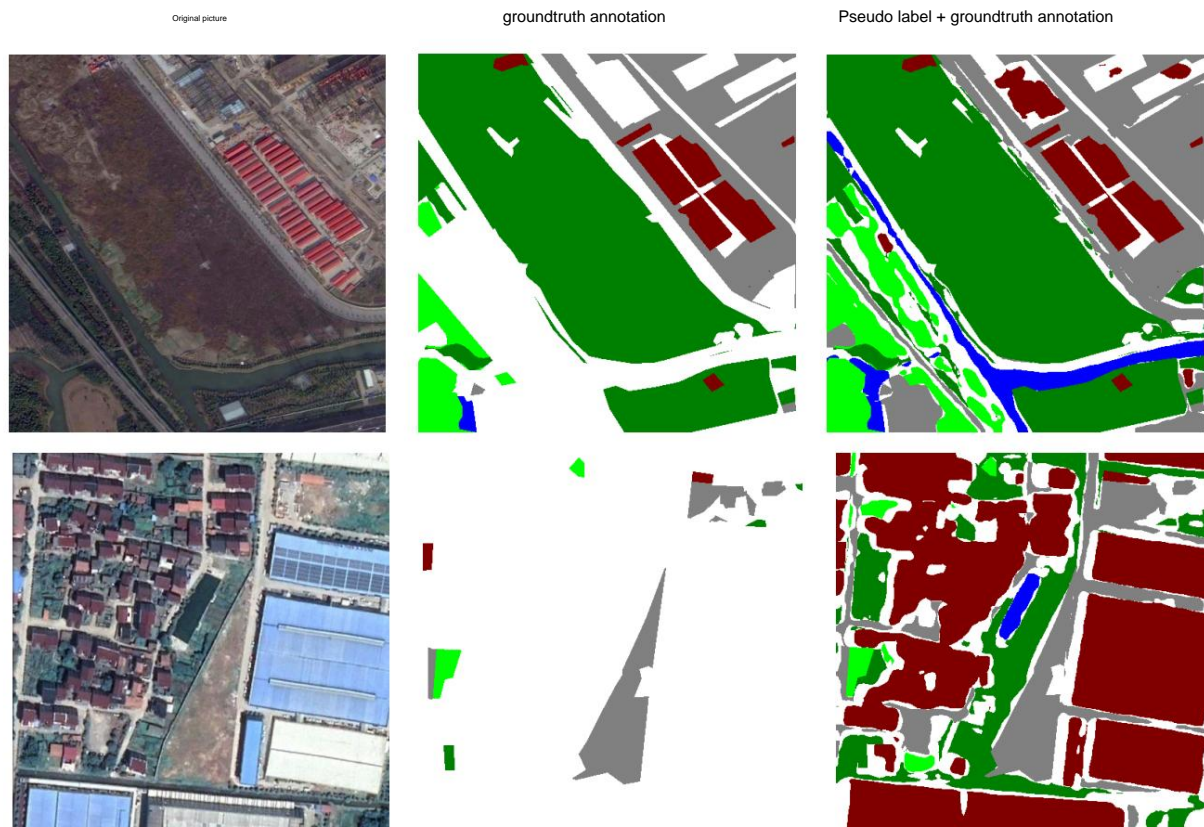 Original picture
groundtruth annotation
Pseudo label + groundtruth annotation